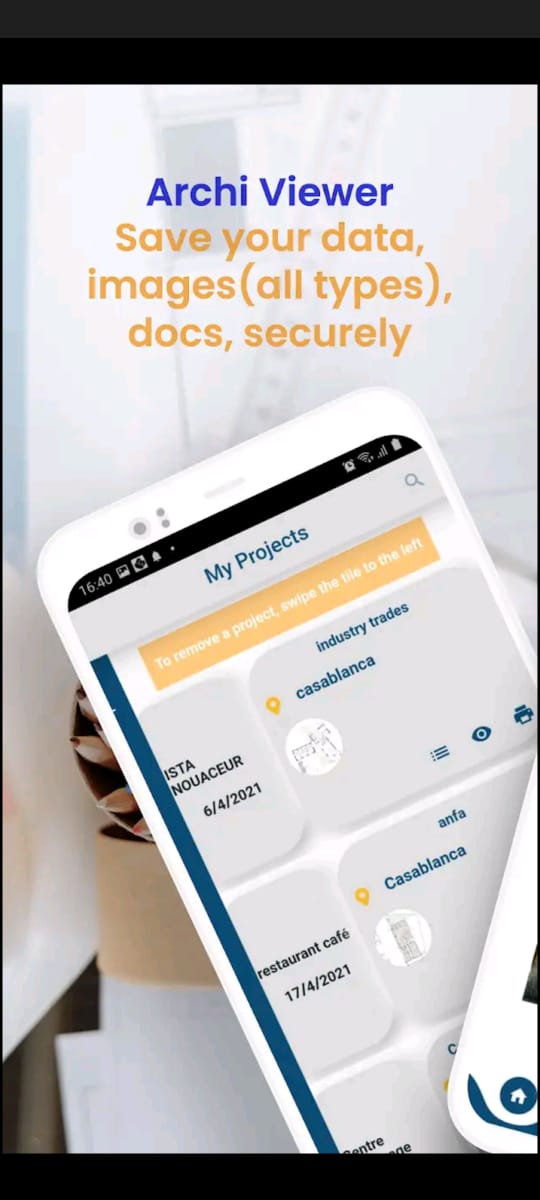 Archi Viewer
Save your data,
images(all types),
docs, securely
16:40
My Projects
To remove a project, swipe the tile to the left
industry trades
casablanca
ISTA
NOUACEUR
6/4/2021
anfa
Casablanca
restaurant café
17/4/2021